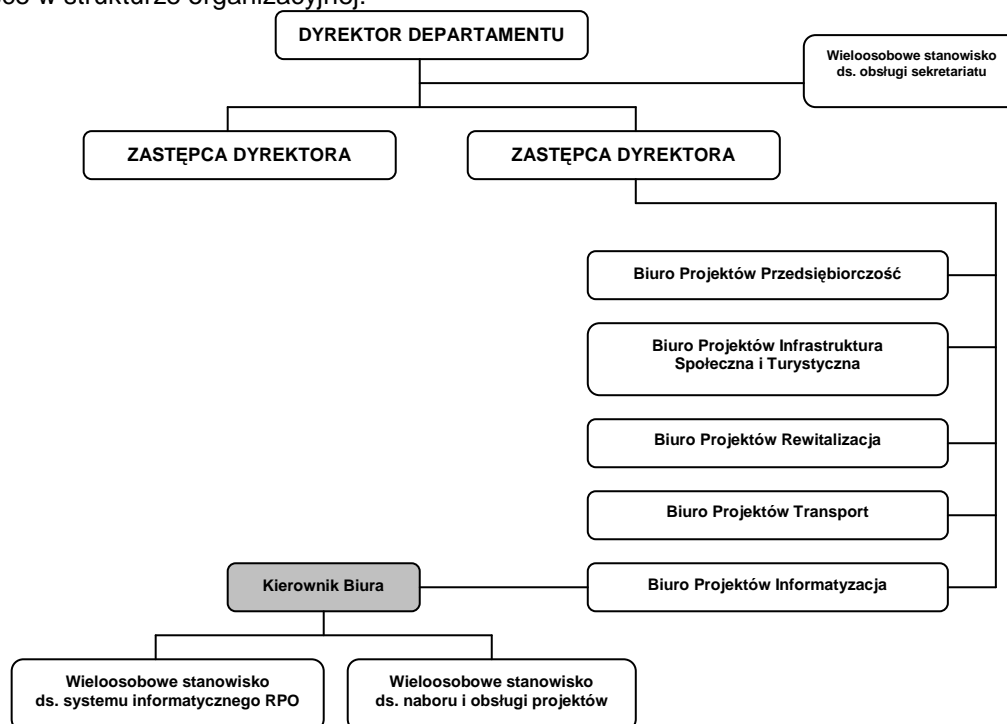 w strukturze organizacyjnej.
DYREKTOR DEPARTAMENTU
Wieloosobowe stanowisko
ds. obsługi sekretariatu
ZASTĘPCA DYREKTORA
ZASTĘPCA DYREKTORA
Biuro Projektów Przedsiębiorczość
Biuro Projektów Infrastruktura
Społeczna i Turystyczna
Biuro Projektów Rewitalizacja
Biuro Projektów Transport
Kierownik Biura
Biuro Projektów Informatyzacja
Wieloosobowe stanowisko
ds. systemu informatycznego RPO
Wieloosobowe stanowisko
ds. naboru i obsługi projektów